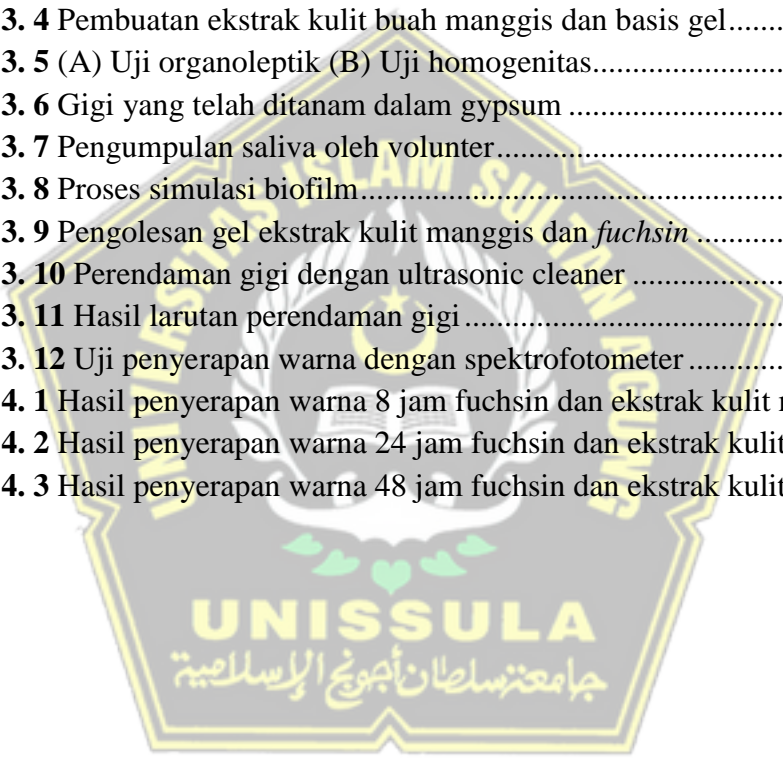 3. 4 Pembuatan ekstrak kulit buah manggis dan basis gel.......
3. 5 (A) Uji organoleptik (B) Uji homogenitas......................
3. 6 Gigi yang telah ditanam dalam gypsum .........................
3. 7 Pengumpulan saliva oleh volunter.................................
3. 8 Proses simulasi biofilm..................................................
3. 9 Pengolesan gel ekstrak kulit manggis dan fuchsin ...........
3. 10 Perendaman gigi dengan ultrasonic cleaner .................
3. 11 Hasil larutan perendaman gigi......................................
3. 12 Uji penyerapan warna dengan spektrofotometer............
4. 1 Hasil penyerapan warna 8 jam fuchsin dan ekstrak kulit
4. 2 Hasil penyerapan warna 24 jam fuchsin dan ekstrak kulit
4. 3 Hasil penyerapan warna 48 jam fuchsin dan ekstrak kulit
UNIVERSITAS ISLAM SULTAN AGUNG
UNISSULA
جامعتسلطان أجونج الإسلامية